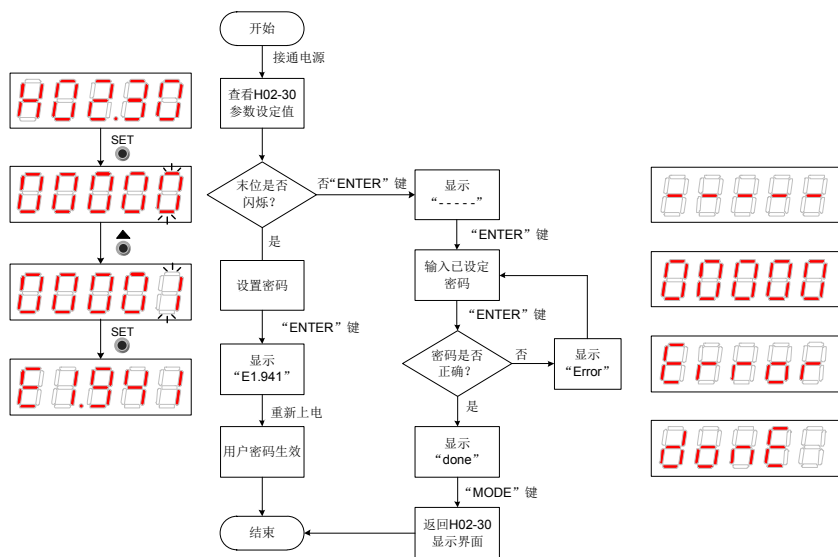 H02.30
SET
00000
00001
SET
E1.941
开始
接通电源
查看H02-30
参数设定值
末位是否
闪烁？
否“ENTER”键
是
设置密码
“ENTER” 键
显示
“E1.941”
重新上电
用户密码生效
结束
显示
“- - - - -”
“ENTER”键
输入已设定
密码
“ENTER”键
密码是否
正确？
否
显示
“Error”
是
显示
“done”
“MODE”键
返回H02-30
显示界面
-----
00000
Error
donE